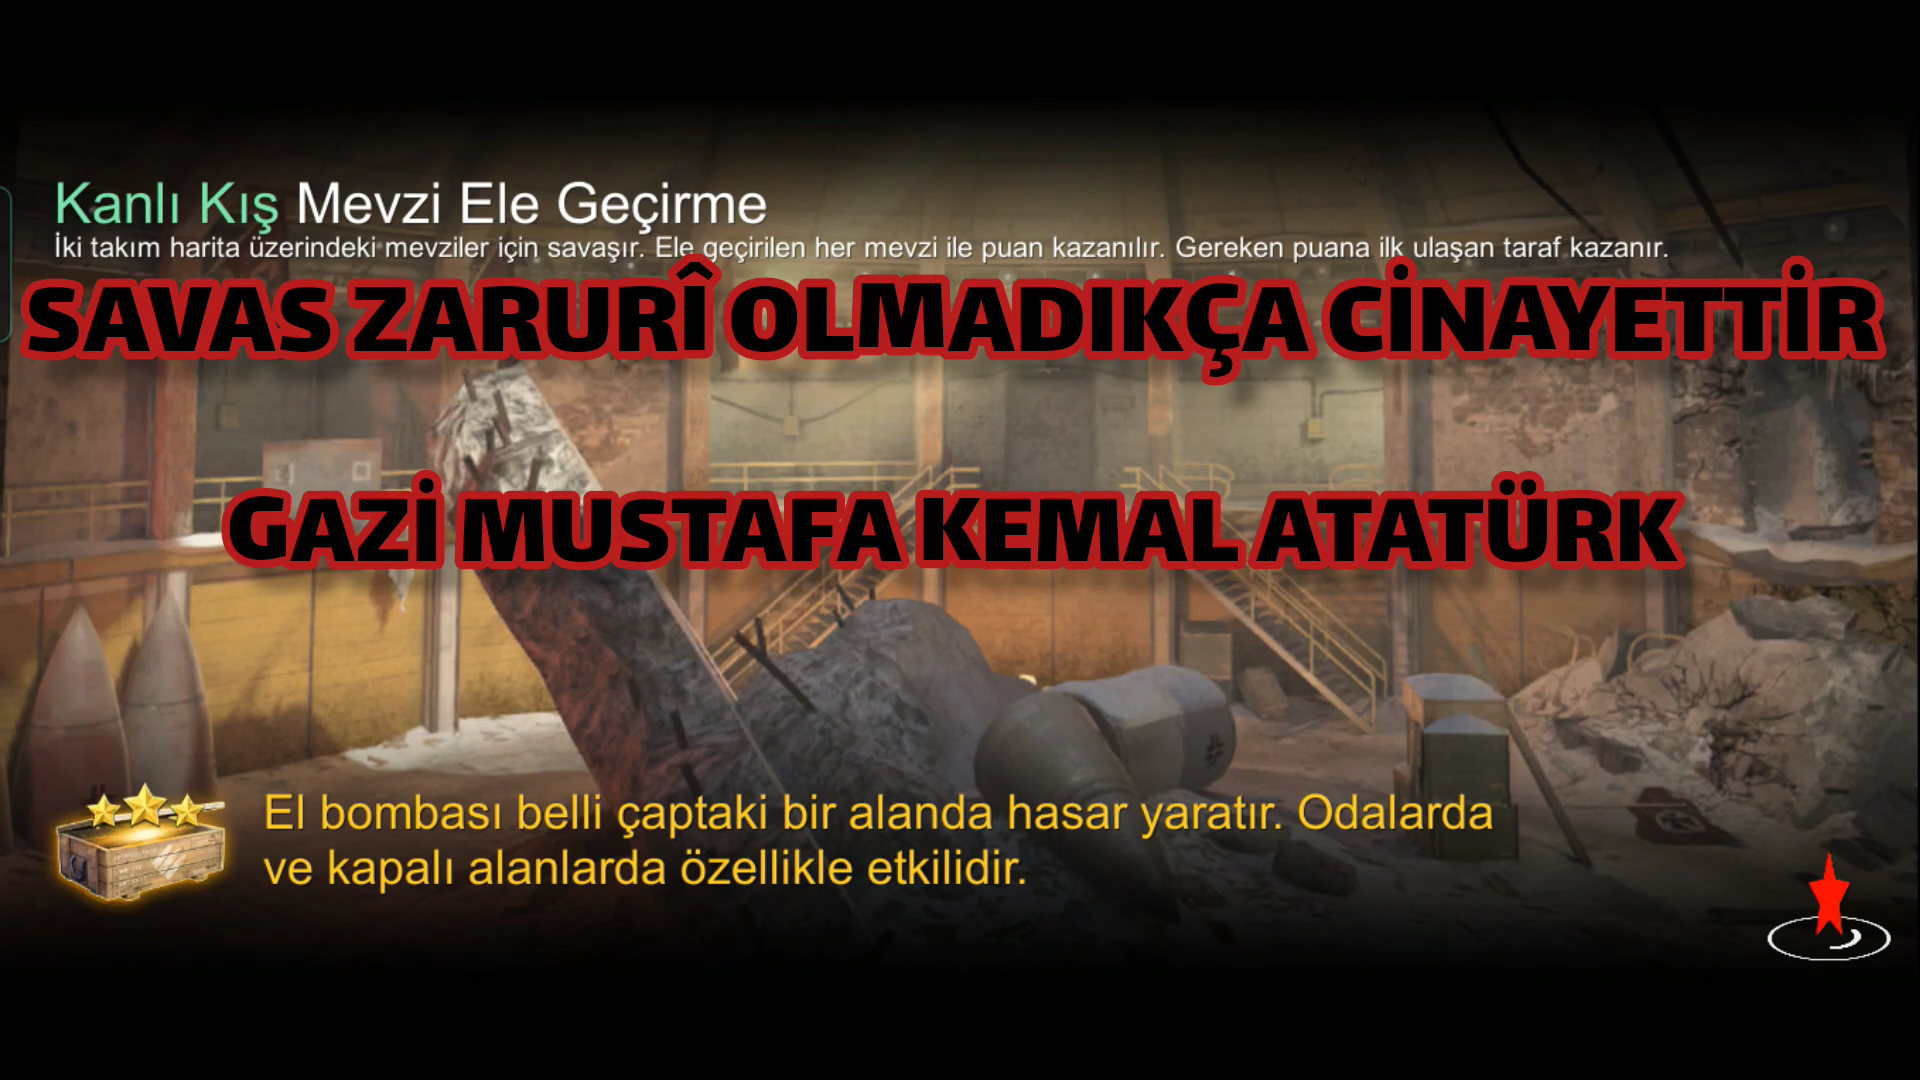 Kanlı Kış Mevzi Ele Geçirme
İki takım harita üzerindeki mevziler için savaşır. Ele geçirilen her mevzi ile puan kazanılır. Gereken puana ilk ulaşan taraf kazanır.
SAVAS ZARURÎ OLMADIKÇA CİNAYETTİR
GAZİ MUSTAFA KEMAL ATATÜRK
El bombası belli çaptaki bir alanda hasar yaratır. Odalarda
ve kapalı alanlarda özellikle etkilidir.